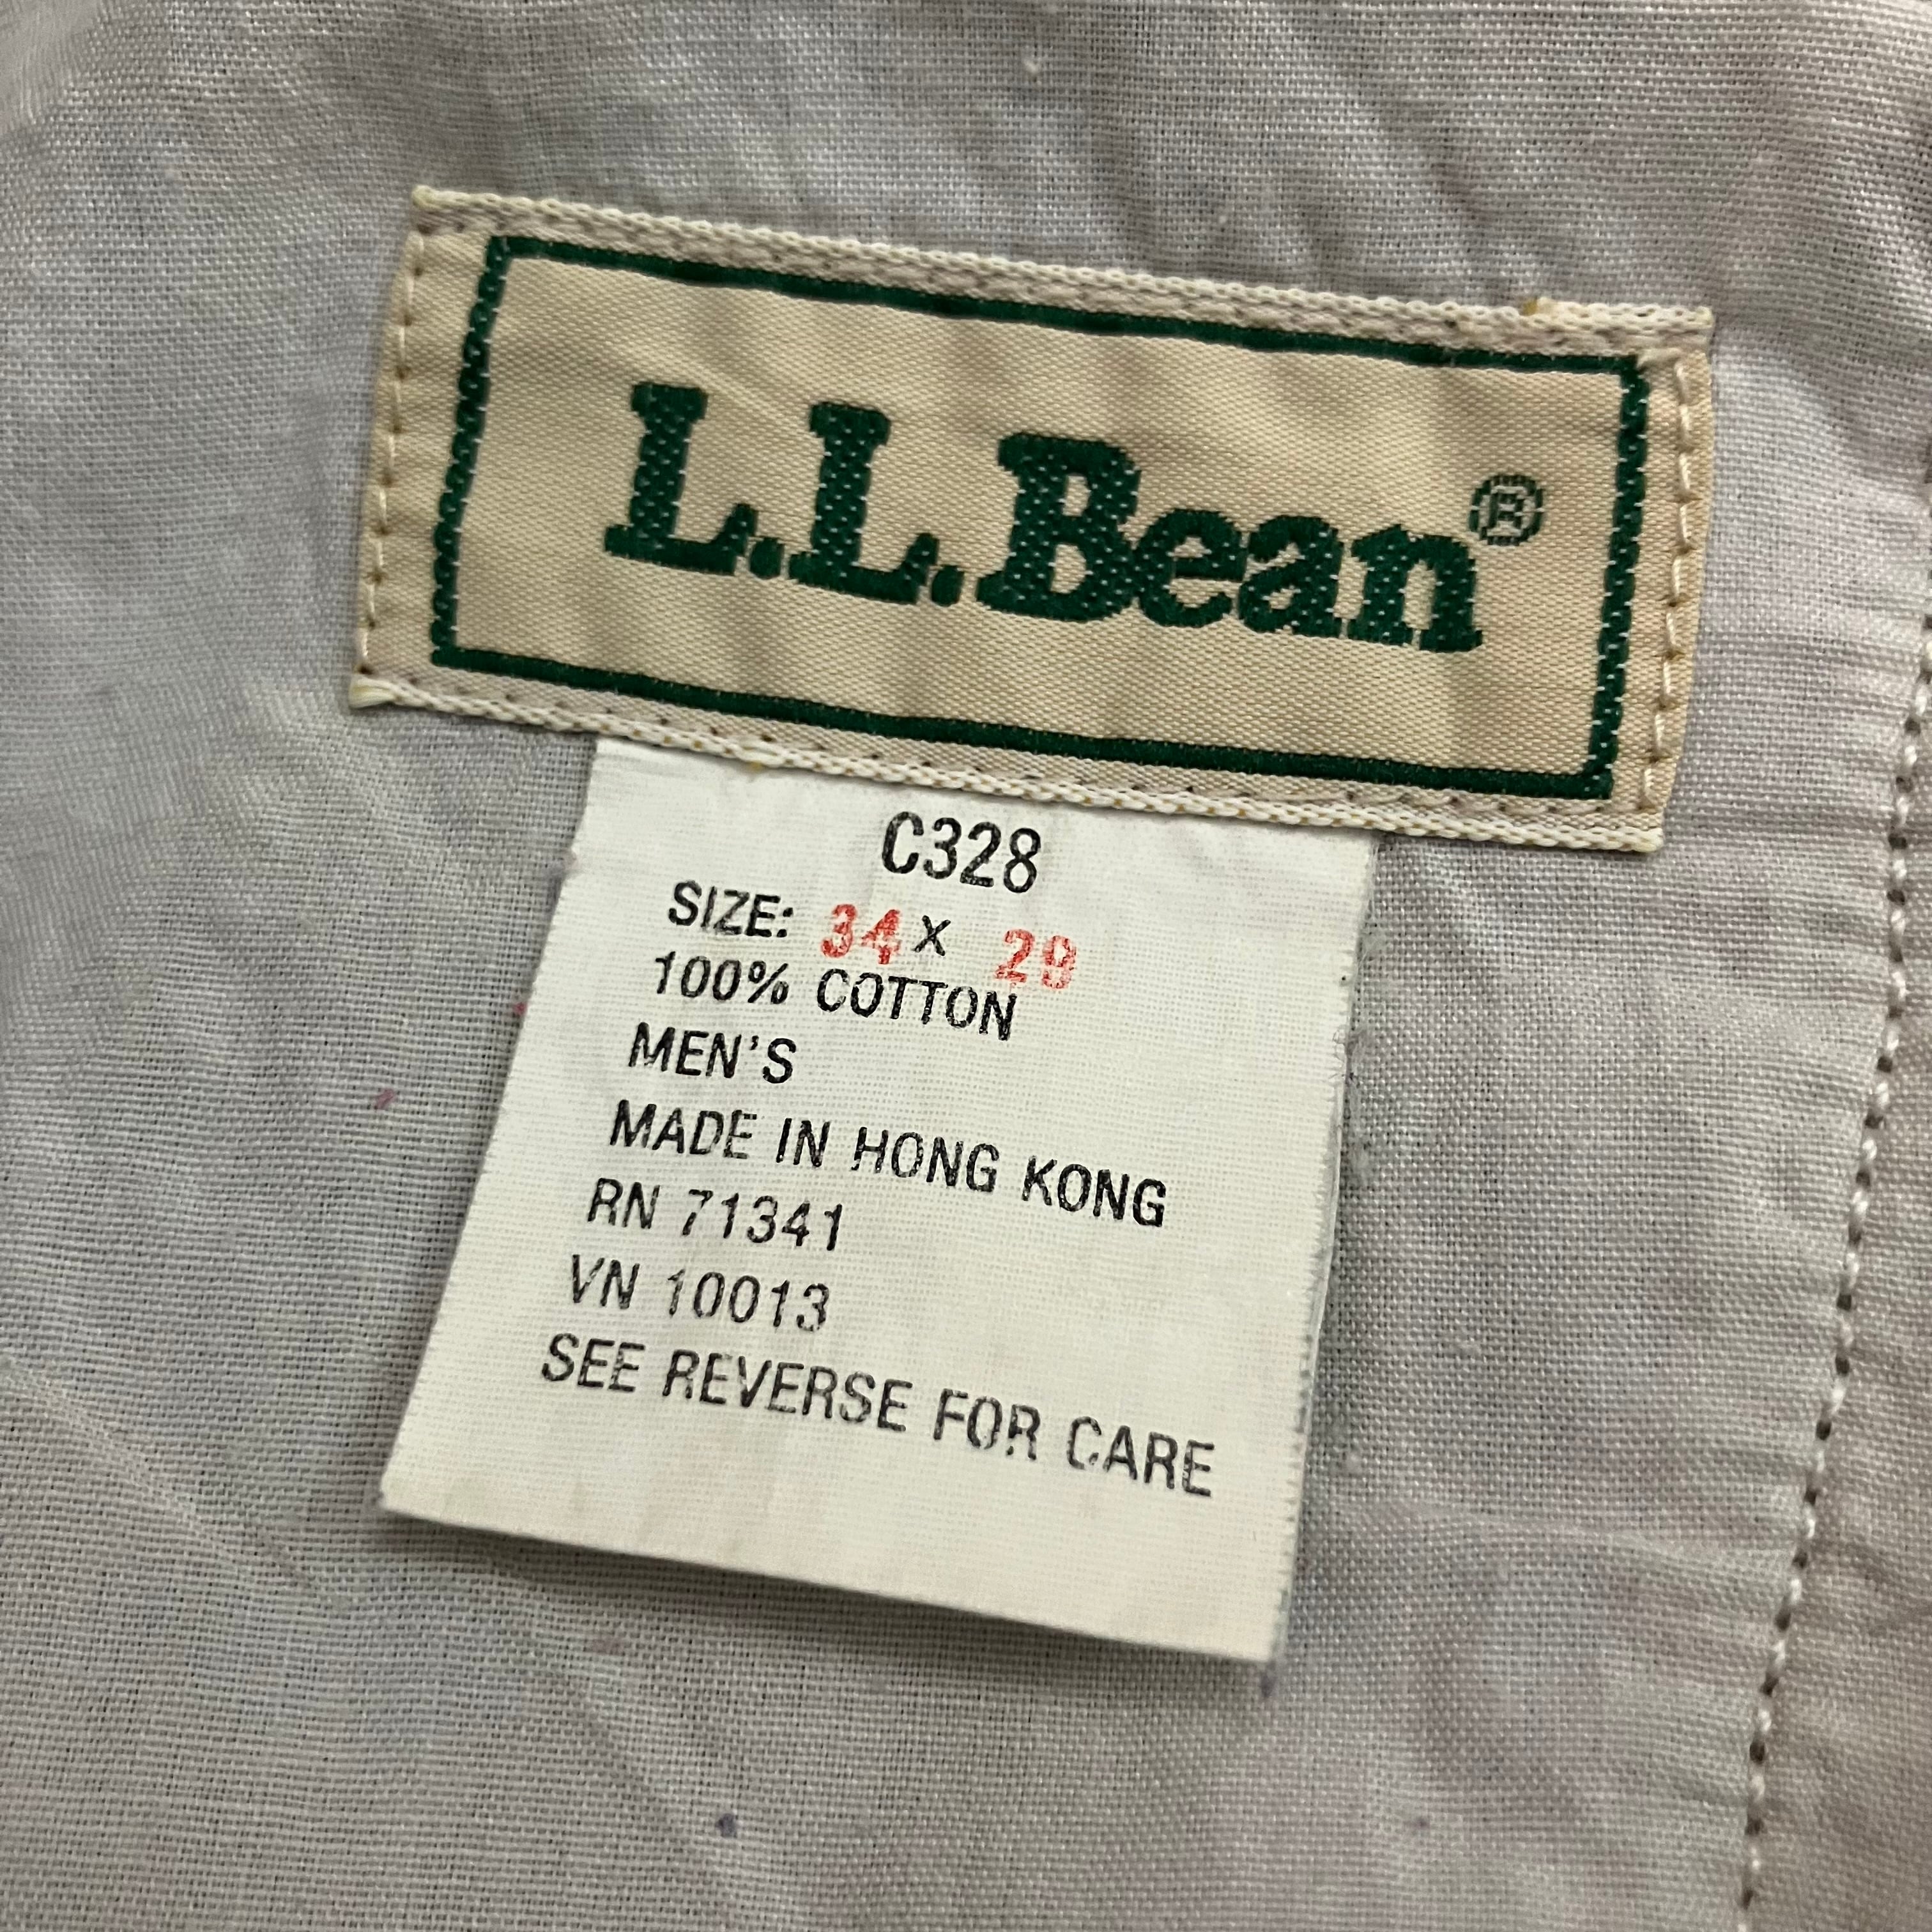 L.L.Bean®
C328
SIZE: 34 x 29
100% COTTON
MEN'S
MADE IN HONG KONG
RN 71341
VN 10013
SEE REVERSE FOR CARE